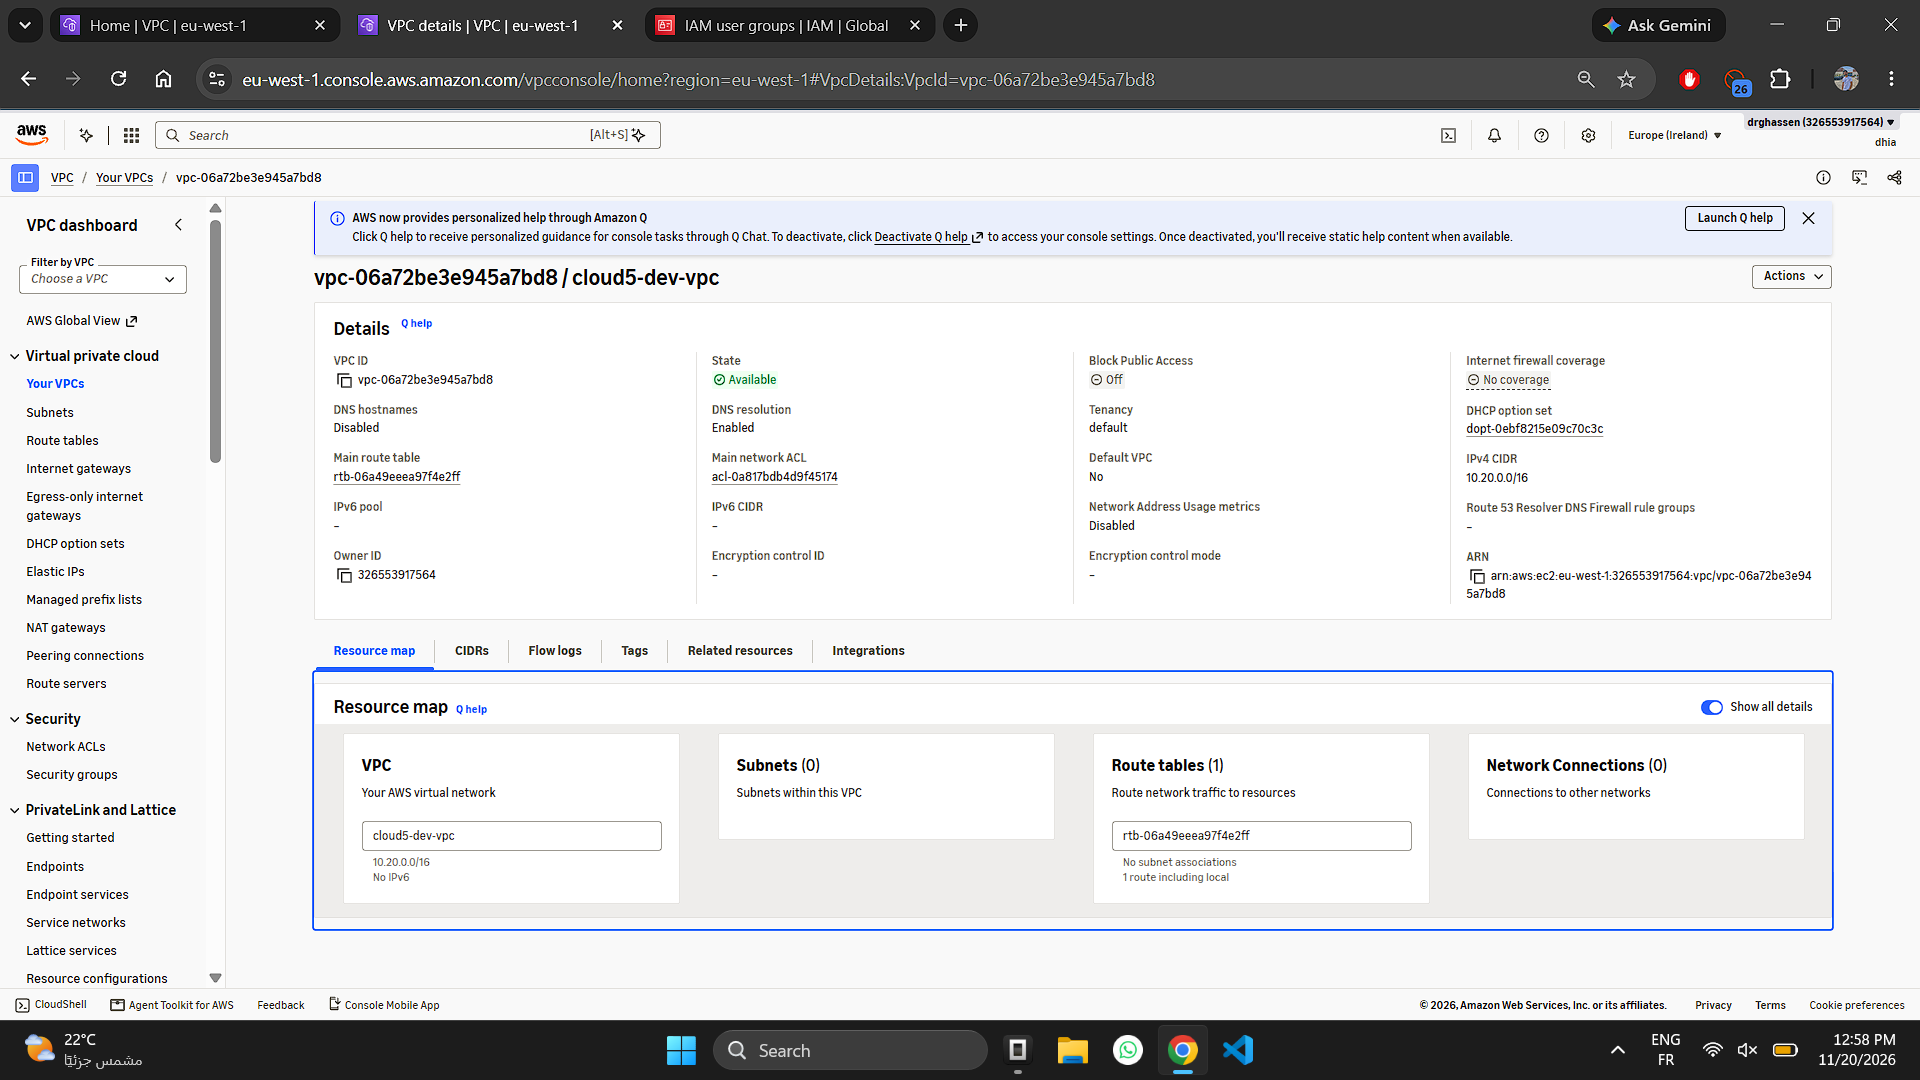 Home | VPC | eu-west-1
VPC details | VPC | eu-west-1
IAM user groups | IAM | Global
Ask Gemini
eu-west-1.console.aws.amazon.com/vpcconsole/home?region=eu-west-1#VpcDetails:VpcId=vpc-06a72be3e945a7bd8
26
aws
Search
[Alt+S]
Europe (Ireland)
drghassen (326553917564)
dhia
VPC / Your VPCs / vpc-06a72be3e945a7bd8
VPC dashboard
Filter by VPC
Choose a VPC
AWS Global View
Virtual private cloud
Your VPCs
Subnets
Route tables
Internet gateways
Egress-only internet
gateways
DHCP option sets
Elastic IPs
Managed prefix lists
NAT gateways
Peering connections
Route servers
Security
Network ACLs
Security groups
PrivateLink and Lattice
Getting started
Endpoints
Endpoint services
Service networks
Lattice services
Resource configurations
AWS now provides personalized help through Amazon Q
Click Q help to receive personalized guidance for console tasks through Q Chat. To deactivate, click Deactivate Q help to access your console settings. Once deactivated, you'll receive static help content when available.
Launch Q help
vpc-06a72be3e945a7bd8 / cloud5-dev-vpc
Actions
Details
Q help
VPC ID
vpc-06a72be3e945a7bd8
State
Available
Block Public Access
Off
Internet firewall coverage
No coverage
DNS hostnames
Disabled
DNS resolution
Enabled
Tenancy
default
DHCP option set
dopt-0ebf8215e09c70c3c
Main route table
rtb-06a49eeea97f4e2ff
Main network ACL
acl-0a817bdb4d9f45174
Default VPC
No
IPv4 CIDR
10.20.0.0/16
IPv6 pool
–
IPv6 CIDR
–
Network Address Usage metrics
Disabled
Route 53 Resolver DNS Firewall rule groups
–
Owner ID
326553917564
Encryption control ID
–
Encryption control mode
–
ARN
arn:aws:ec2:eu-west-1:326553917564:vpc/vpc-06a72be3e94
5a7bd8
Resource map
CIDRs
Flow logs
Tags
Related resources
Integrations
Resource map
Q help
Show all details
VPC
Your AWS virtual network
cloud5-dev-vpc
10.20.0.0/16
No IPv6
Subnets (0)
Subnets within this VPC
Route tables (1)
Route network traffic to resources
rtb-06a49eeea97f4e2ff
No subnet associations
1 route including local
Network Connections (0)
Connections to other networks
CloudShell
Agent Toolkit for AWS
Feedback
Console Mobile App
© 2026, Amazon Web Services, Inc. or its affiliates.
Privacy
Terms
Cookie preferences
22°C
مشمس جزئيًا
Search
ENG
FR
12:58 PM
11/20/2026